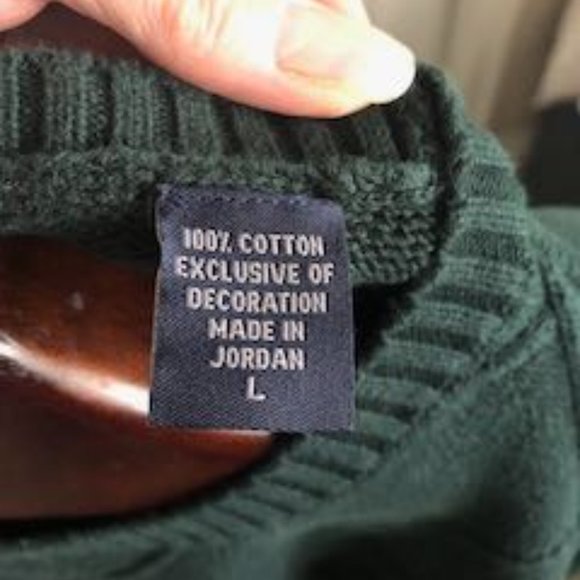 100% COTTON
EXCLUSIVE OF
DECORATION
MADE IN
JORDAN
L